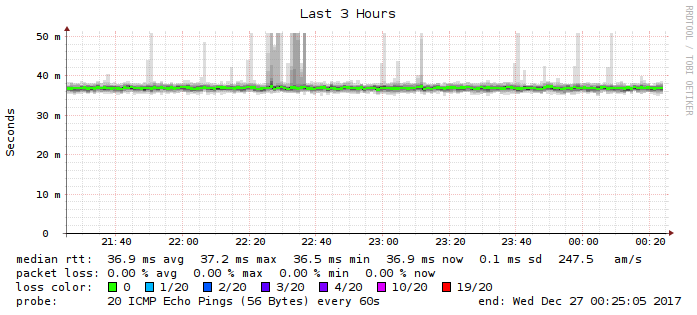 Last 3 Hours
RRDTOOL / TOBI OETIKER
Seconds
50 m
40 m
30 m
20 m
10 m
0
21:40 22:00 22:20 22:40 23:00 23:20 23:40 00:00 00:20
median rtt: 36.9 ms avg 37.2 ms max 36.5 ms min 36.9 ms now 0.1 ms sd 247.5 am/s
packet loss: 0.00 % avg 0.00 % max 0.00 % min 0.00 % now
loss color: 0 1/20 2/20 3/20 4/20 10/20 19/20
probe: 20 ICMP Echo Pings (56 Bytes) every 60s end: Wed Dec 27 00:25:05 2017